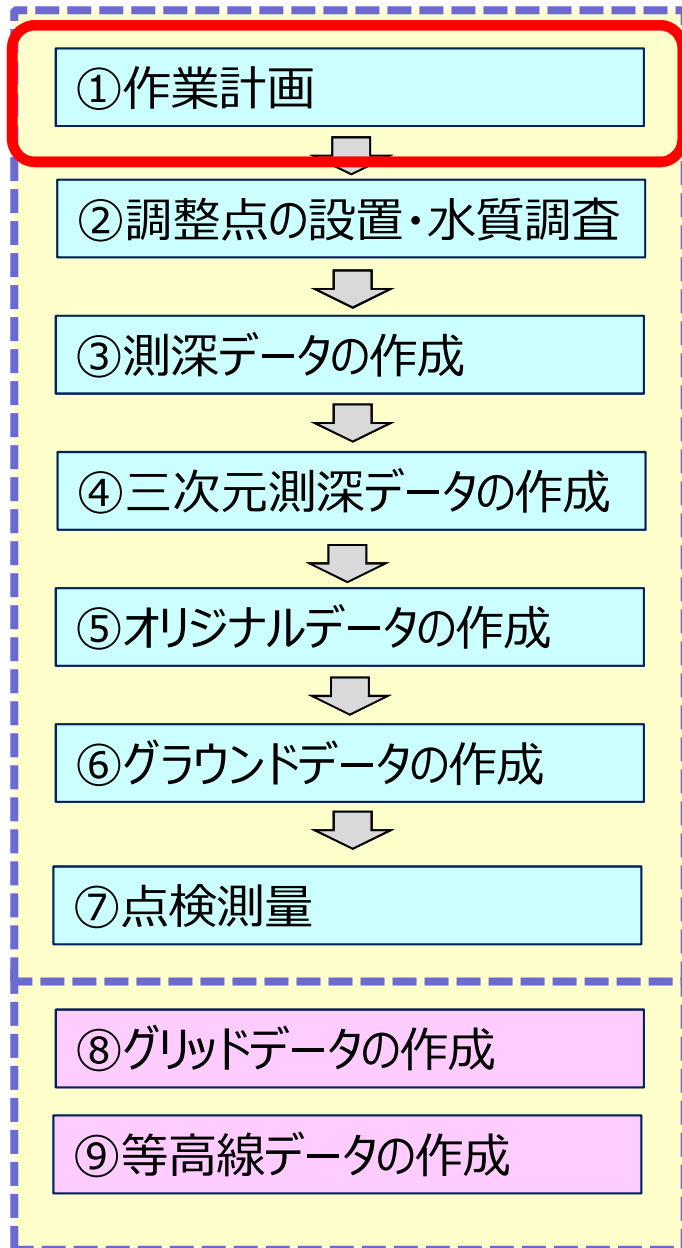 ①作業計画
②調整点の設置・水質調査
③測深データの作成
④三次元測深データの作成
⑤オリジナルデータの作成
⑥グラウンドデータの作成
⑦点検測量
⑧グリッドデータの作成
⑨等高線データの作成